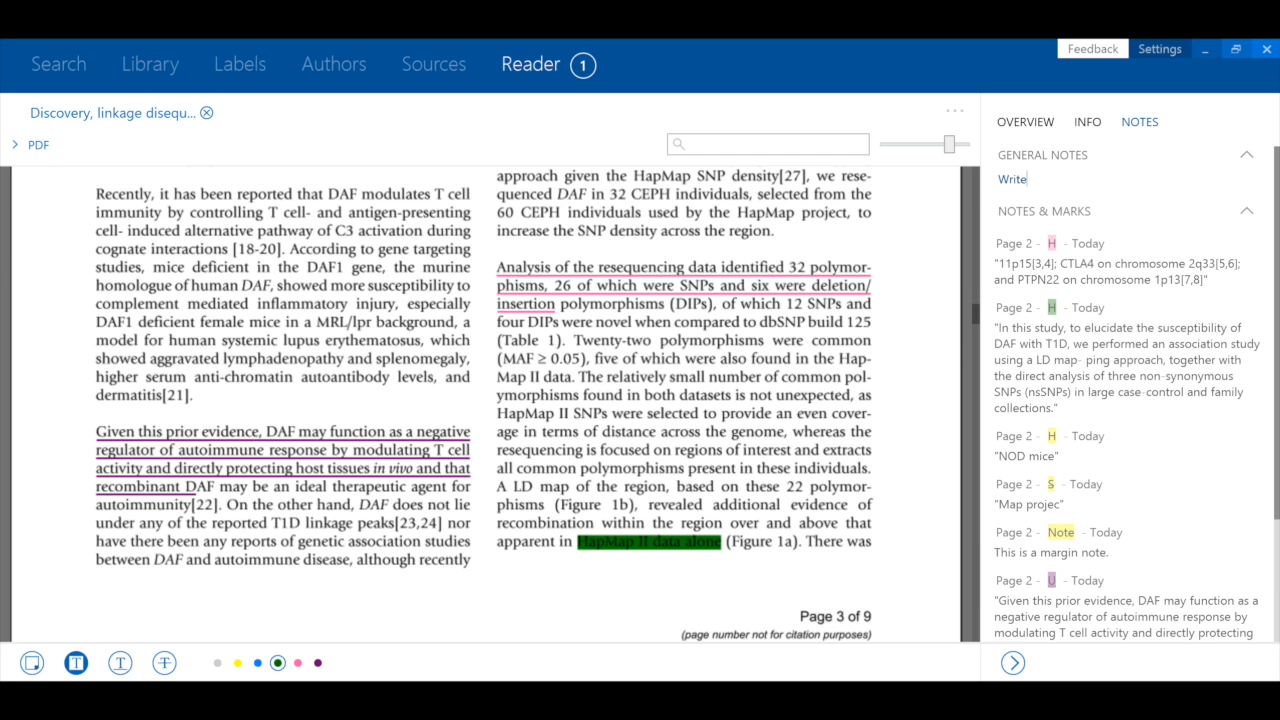 Feedback
Settings
Search
Library
Labels
Authors
Sources
Reader
1
Discovery, linkage disequ...
PDF
Recently, it has been reported that DAF modulates T cell
immunity by controlling T cell- and antigen-presenting
cell- induced alternative pathway of C3 activation during
cognate interactions [18-20]. According to gene targeting
studies, mice deficient in the DAF1 gene, the murine
homologue of human DAF, showed more susceptibility to
complement mediated inflammatory injury, especially
DAF1 deficient female mice in a MRL/lpr background, a
model for human systemic lupus erythematosus, which
showed aggravated lymphadenopathy and splenomegaly,
higher serum anti-chromatin autoantibody levels, and
dermatitis[21].
Given this prior evidence, DAF may function as a negative
regulator of autoimmune response by modulating T cell
activity and directly protecting host tissues in vivo and that
recombinant DAF may be an ideal therapeutic agent for
autoimmunity[22]. On the other hand, DAF does not lie
under any of the reported T1D linkage peaks[23,24] nor
have there been any reports of genetic association studies
between DAF and autoimmune disease, although recently
approach given the HapMap SNP density[27], we rese-
quenced DAF in 32 CEPH individuals, selected from the
60 CEPH individuals used by the HapMap project, to
increase the SNP density across the region.
Analysis of the resequencing data identified 32 polymor-
phisms, 26 of which were SNPs and six were deletion/
insertion polymorphisms (DIPs), of which 12 SNPs and
four DIPs were novel when compared to dbSNP build 125
(Table 1). Twenty-two polymorphisms were common
(MAF ≥ 0.05), five of which were also found in the Hap-
Map II data. The relatively small number of common pol-
ymorphisms found in both datasets is not unexpected, as
HapMap II SNPs were selected to provide an even cover-
age in terms of distance across the genome, whereas the
resequencing is focused on regions of interest and extracts
all common polymorphisms present in these individuals.
A LD map of the region, based on these 22 polymor-
phisms (Figure 1b), revealed additional evidence of
recombination within the region over and above that
apparent in HapMap II data alone (Figure 1a). There was
Page 3 of 9
(page number not for citation purposes)
T
T
T
OVERVIEW
INFO
NOTES
GENERAL NOTES
Write
NOTES & MARKS
Page 2 - H - Today
"11p15[3,4]; CTLA4 on chromosome 2q33[5,6];
and PTPN22 on chromosome 1p13[7,8]"
Page 2 - H - Today
"In this study, to elucidate the susceptibility of
DAF with T1D, we performed an association study
using a LD map- ping approach, together with
the direct analysis of three non-synonymous
SNPs (nsSNPs) in large case-control and family
collections."
Page 2 - H - Today
"NOD mice"
Page 2 - S - Today
"Map projec"
Page 2 - Note - Today
This is a margin note.
Page 2 - U - Today
"Given this prior evidence, DAF may function as a
negative regulator of autoimmune response by
modulating T cell activity and directly protecting